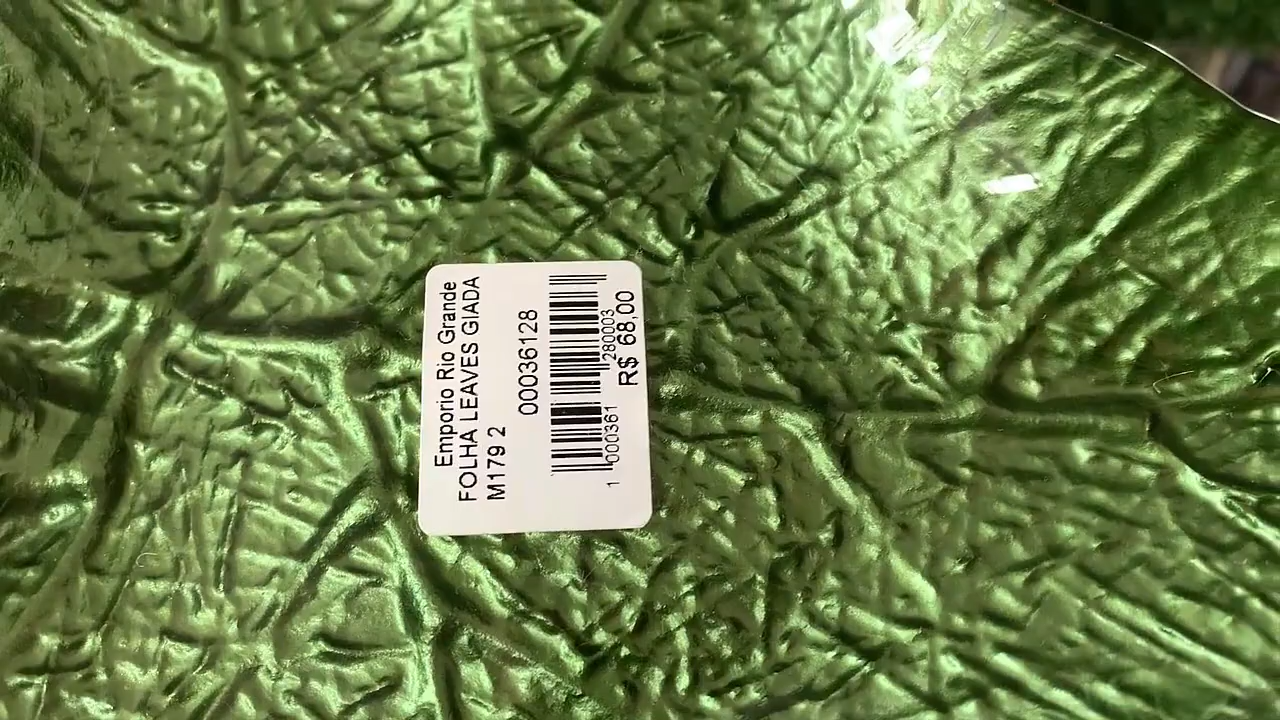 Emporio Rio Grande
FOLHA LEAVES GIADA
M179 2
00036128
1 000361 280003
R$ 68,00